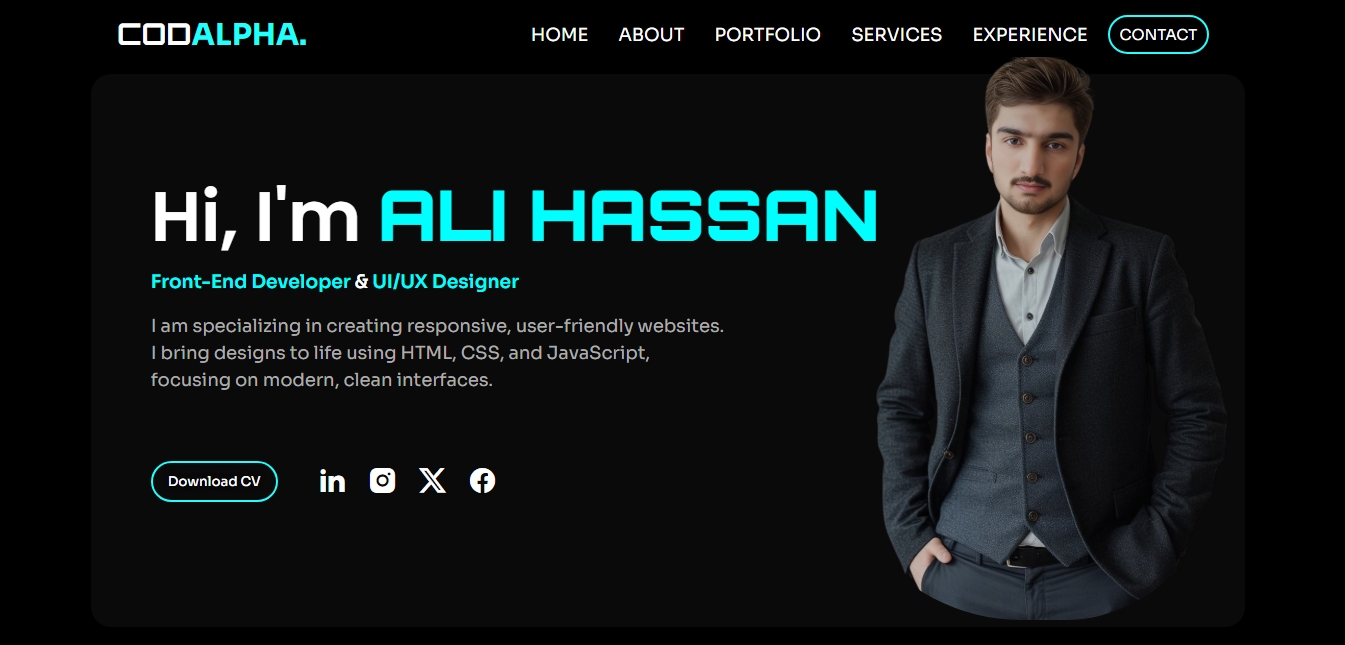 CODALPHA.
HOME ABOUT PORTFOLIO SERVICES EXPERIENCE CONTACT
Hi, I'm ALI HASSAN
Front-End Developer & UI/UX Designer
I am specializing in creating responsive, user-friendly websites.
I bring designs to life using HTML, CSS, and JavaScript,
focusing on modern, clean interfaces.
Download CV